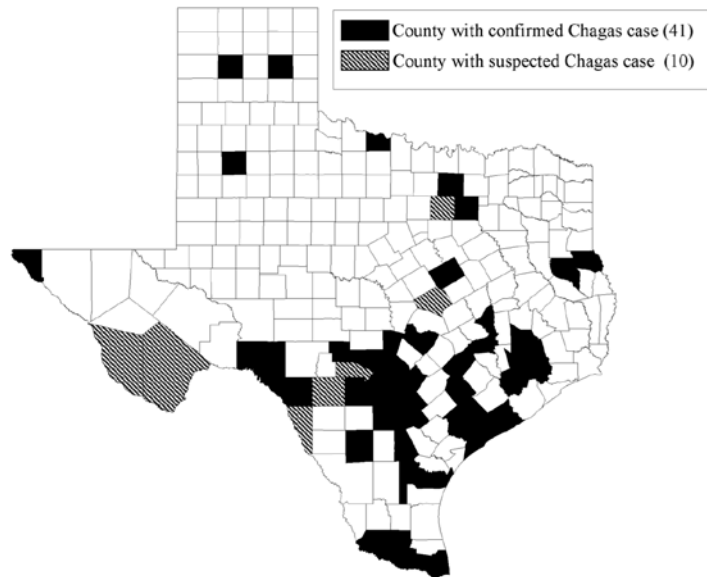 County with confirmed Chagas case (41)
County with suspected Chagas case (10)